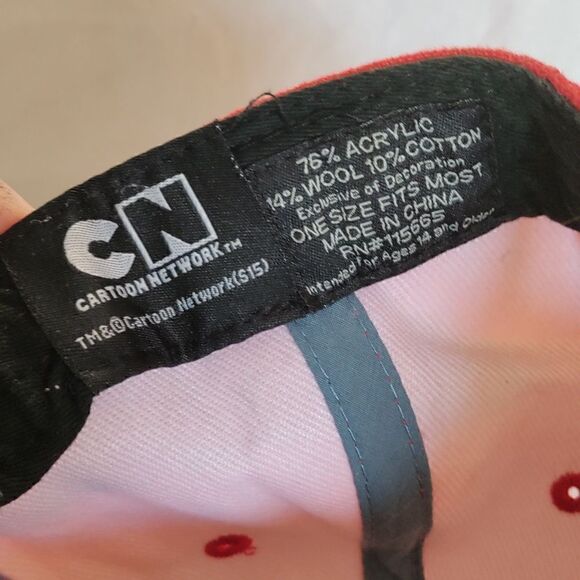 CN
CARTOON NETWORK™
TM&©Cartoon Network(S15)
76% ACRYLIC
14% WOOL 10% COTTON
Exclusive of Decoration
ONE SIZE FITS MOST
MADE IN CHINA
RN#115665
Intended for Ages 14 and Older